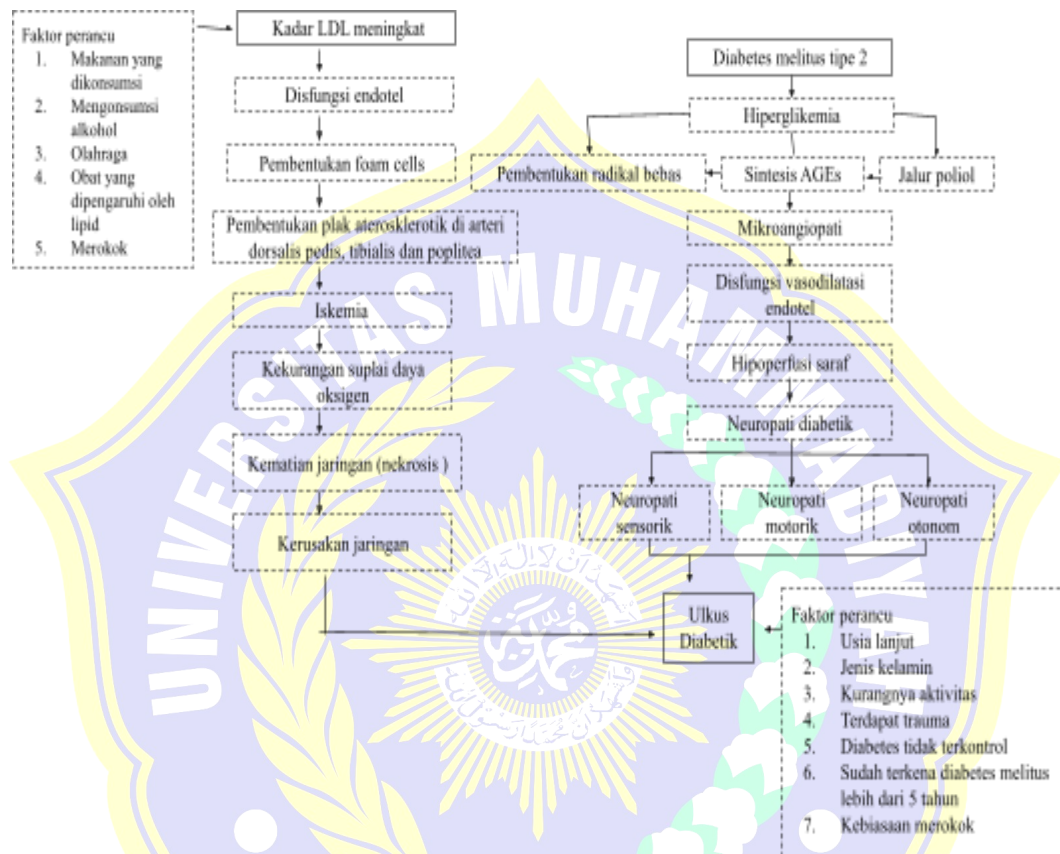 Faktor perancu
1. Makanan yang
dikonsumsi
2. Mengonsumsi
alkohol
3. Olahraga
4. Obat yang
dipengaruhi oleh
lipid
5. Merokok
Kadar LDL meningkat
Disfungsi endotel
Pembentukan foam cells
Pembentukan plak aterosklerotik di arteri
dorsalis pedis, tibialis dan poplitea
Iskemia
Kekurangan suplai daya
oksigen
Kematian jaringan (nekrosis )
Kerusakan jaringan
Diabetes melitus tipe 2
Hiperglikemia
Pembentukan radikal bebas
Sintesis AGEs
Jalur poliol
Mikroangiopati
Disfungsi vasodilatasi
endotel
Hipoperfusi saraf
Neuropati diabetik
Neuropati
sensorik
Neuropati
motorik
Neuropati
otonom
Ulkus
Diabetik
Faktor perancu
1. Usia lanjut
2. Jenis kelamin
3. Kurangnya aktivitas
4. Terdapat trauma
5. Diabetes tidak terkontrol
6. Sudah terkena diabetes melitus
lebih dari 5 tahun
7. Kebiasaan merokok
UNIVERSITAS MUHAMMADIYAH